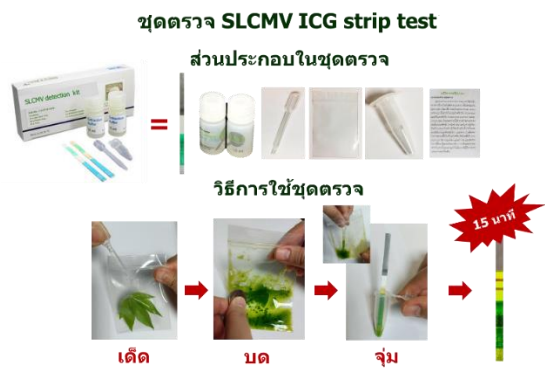 ชุดตรวจ SLCMV ICG strip test
ส่วนประกอบในชุดตรวจ
SLCMV detection kit
=
วิธีการใช้ชุดตรวจ
15 นาที
เด็ด
บด
จุ่ม